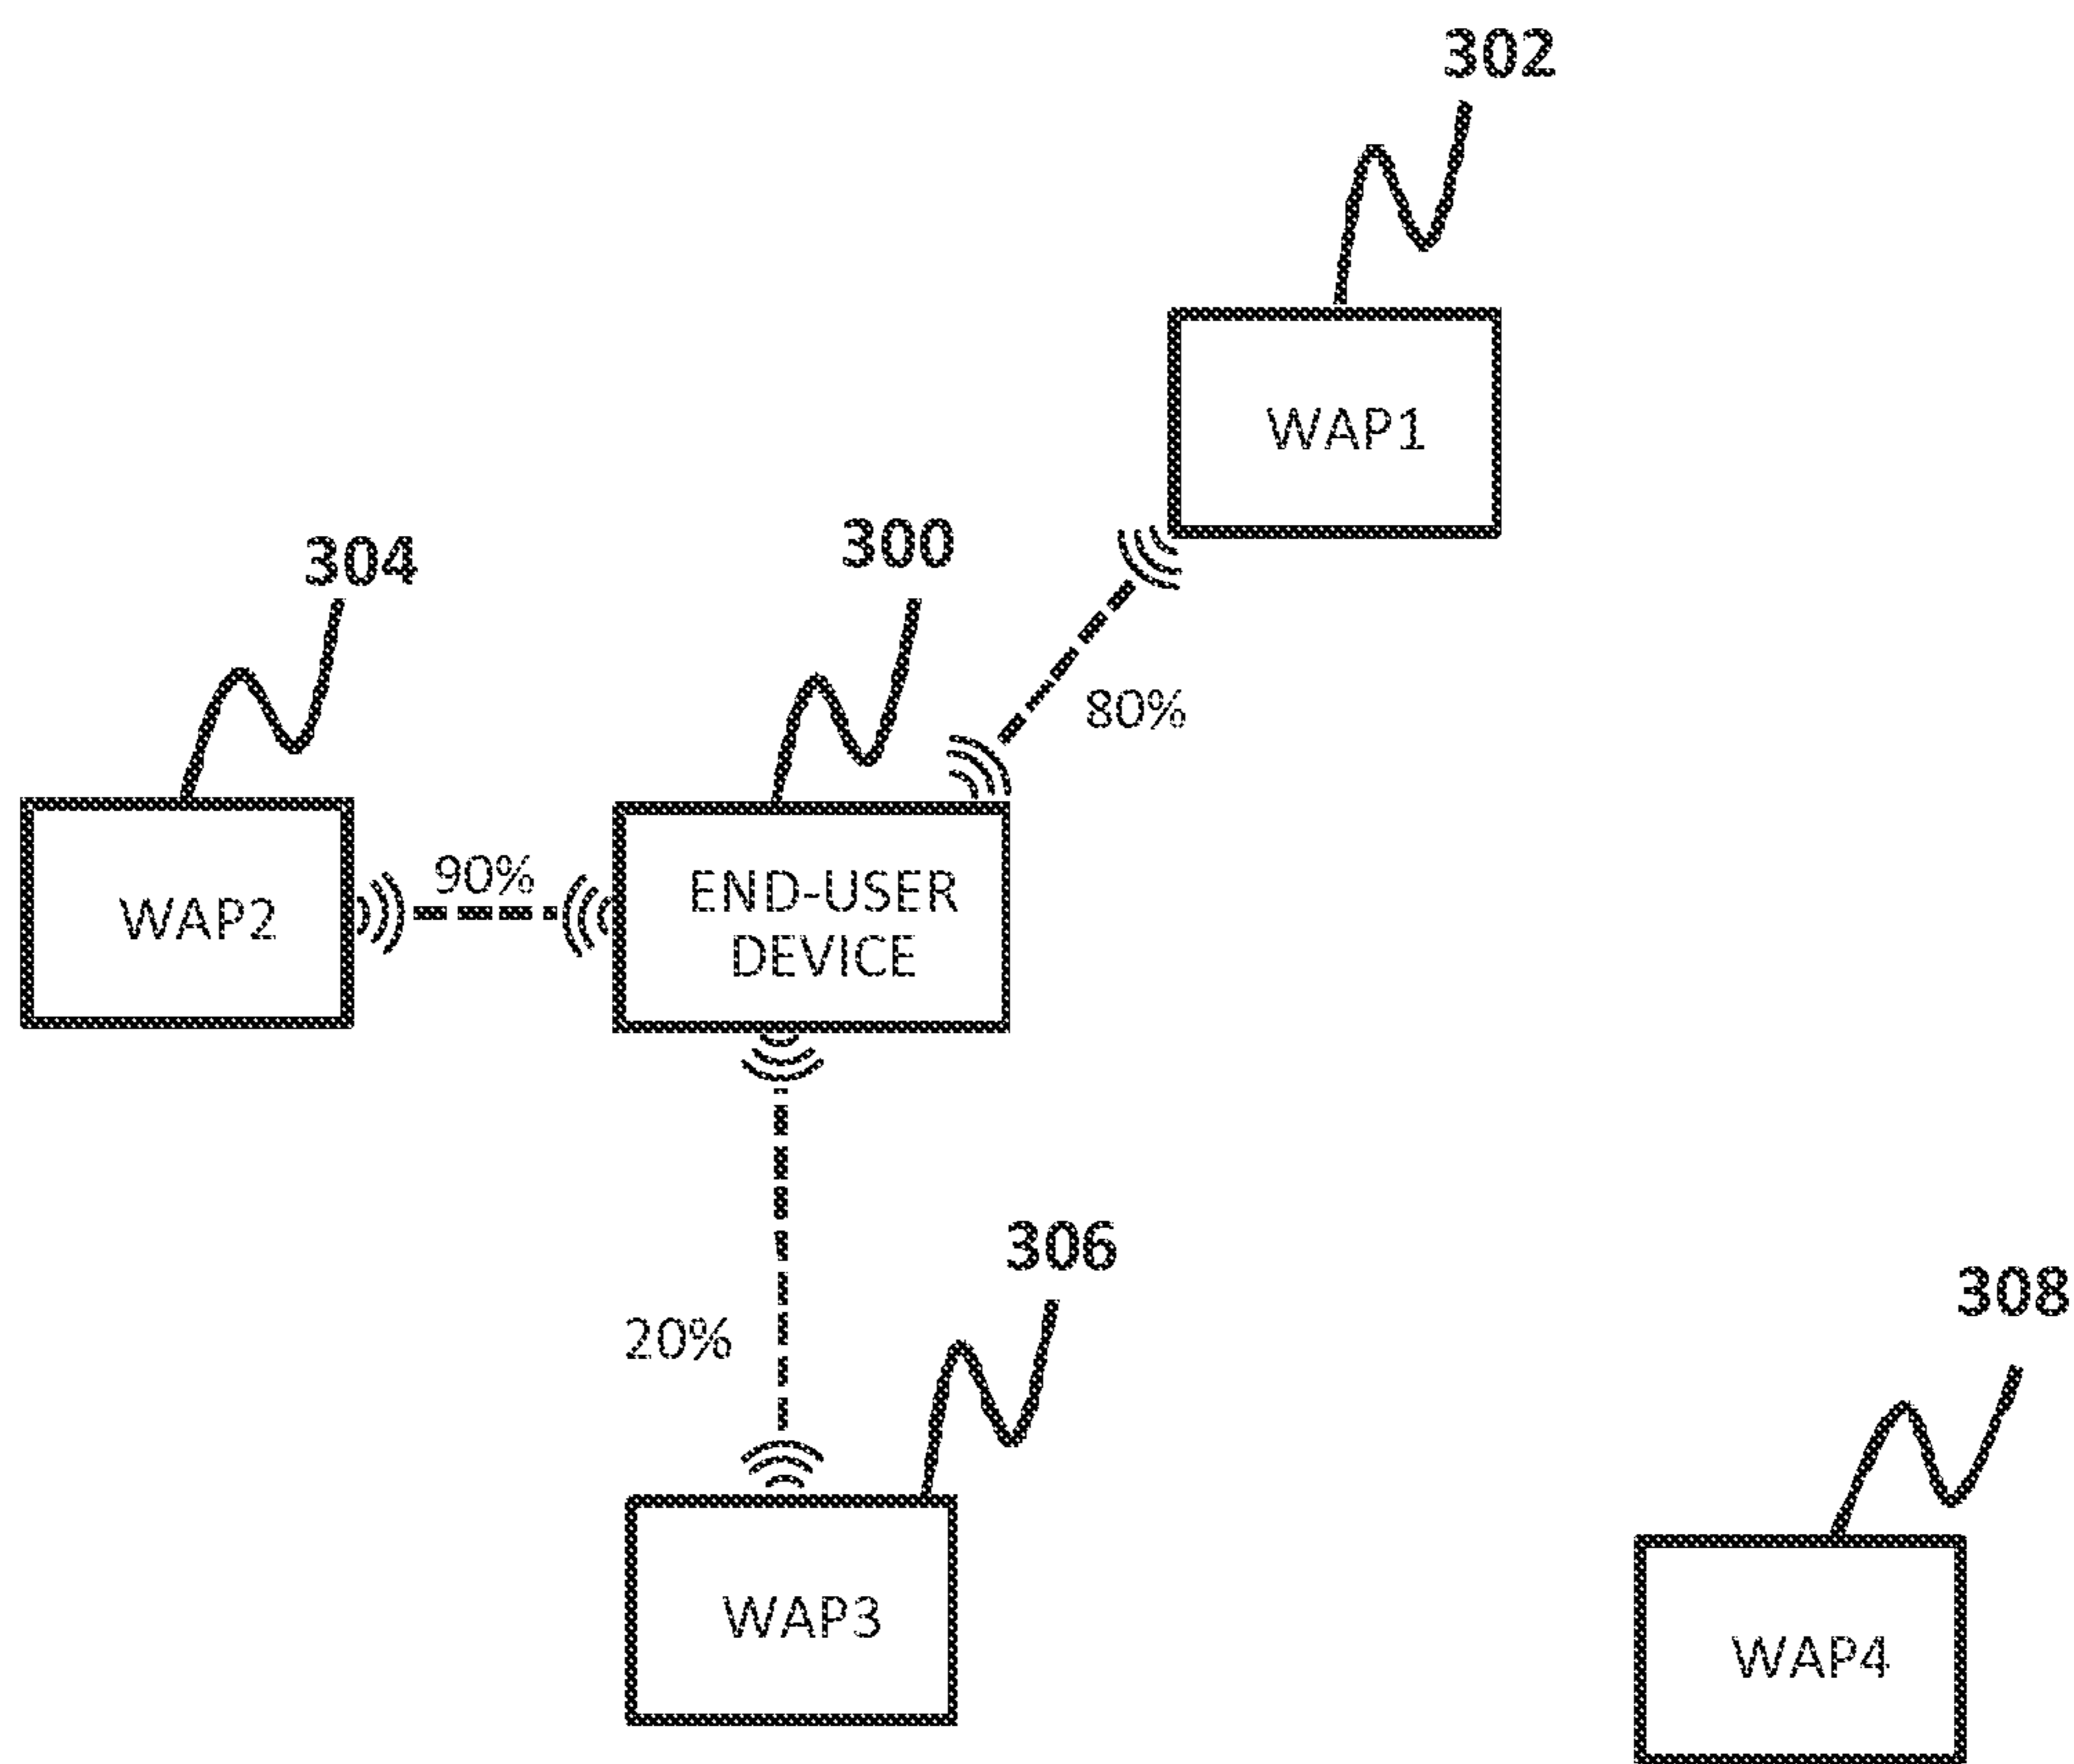 302
WAP1
304
300
80%
WAP2
90%
END-USER
DEVICE
306
20%
308
WAP3
WAP4